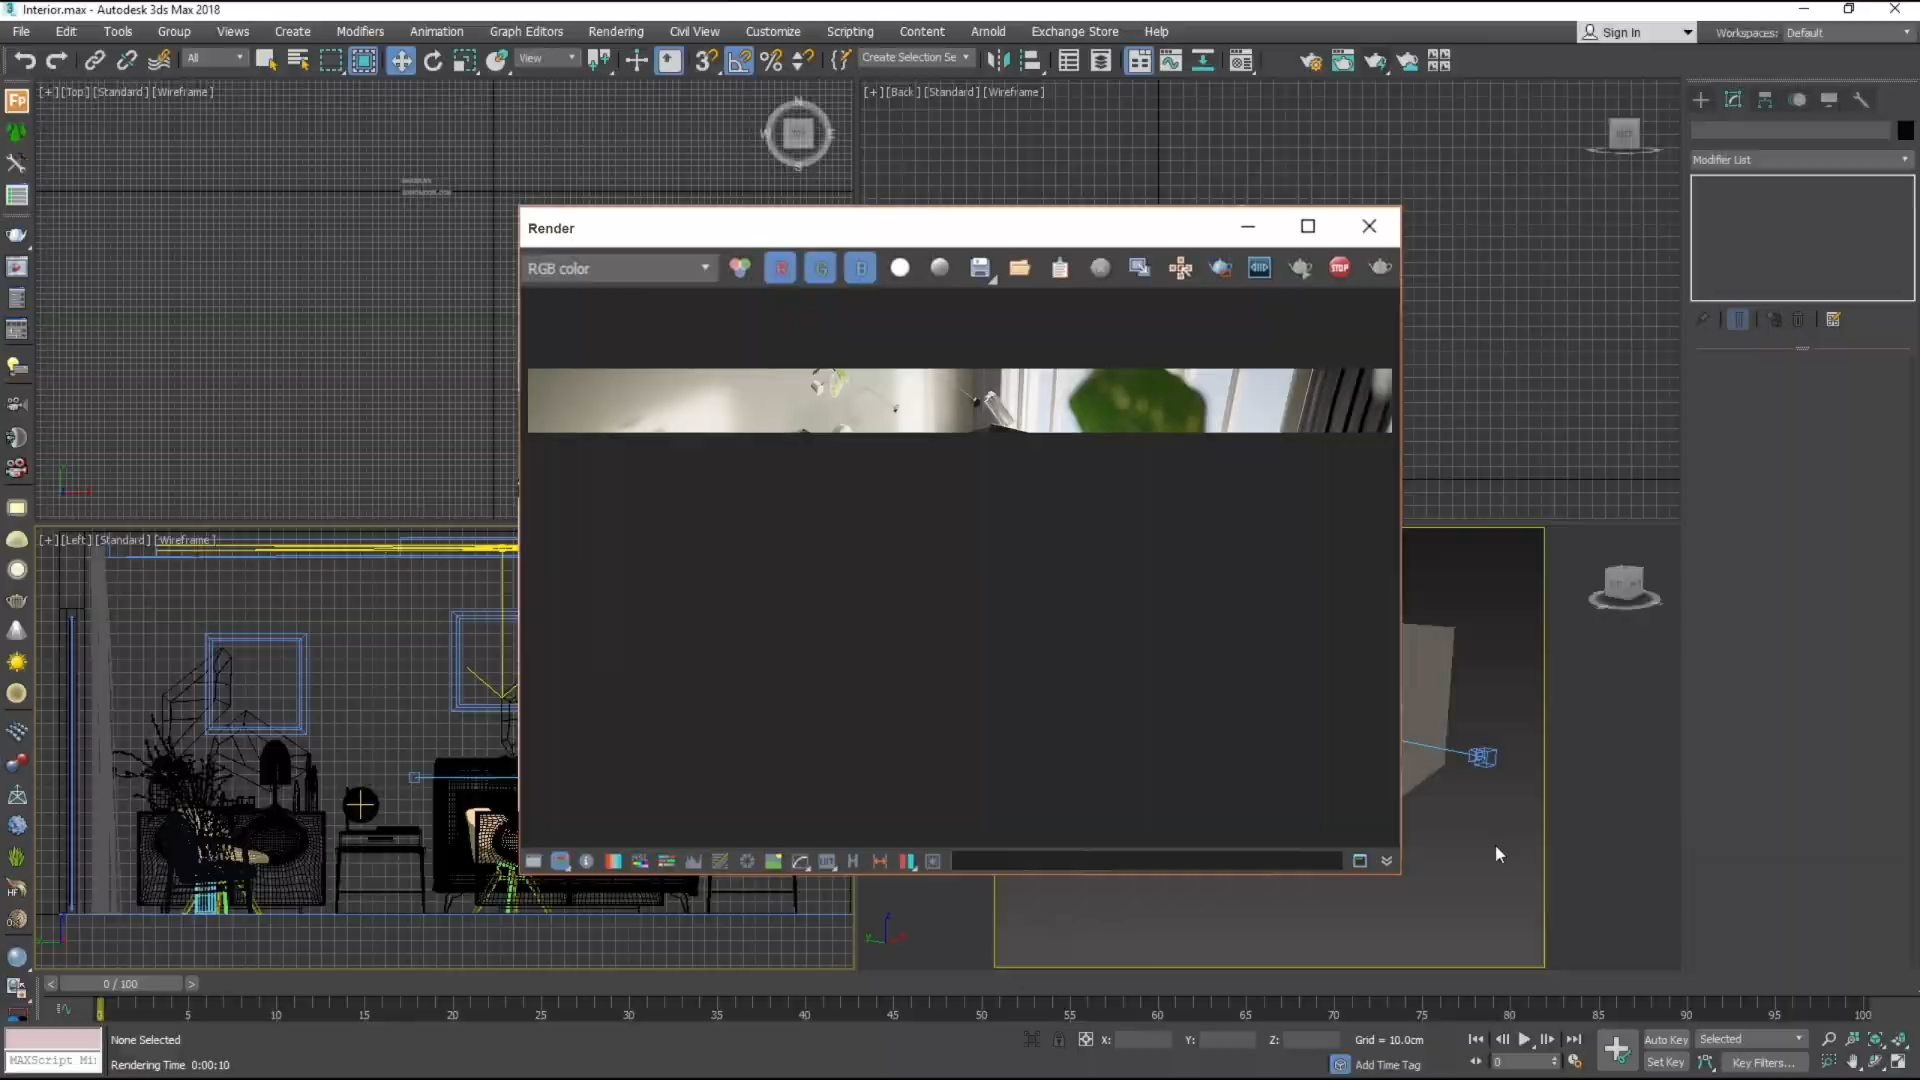 Interior.max - Autodesk 3ds Max 2018
File Edit Tools Group Views Create Modifiers Animation Graph Editors Rendering Civil View Customize Scripting Content Arnold Exchange Store Help
Sign In
Workspaces: Default
All
View
Create Selection Se
[+] [Top] [Standard] [Wireframe]
[+] [Back] [Standard] [Wireframe]
Modifier List
Render
RGB color
R G B
STOP
[+] [Left] [Standard] [Wireframe]
0 / 100
0 5 10 15 20 25 30 35 40 45 50 55 60 65 70 75 80 85 90 95 100
None Selected
X: Y: Z: Grid = 10.0cm
Auto Key Selected
MAXScript Mi
Rendering Time 0:00:10
Add Time Tag
0
Set Key Key Filters...